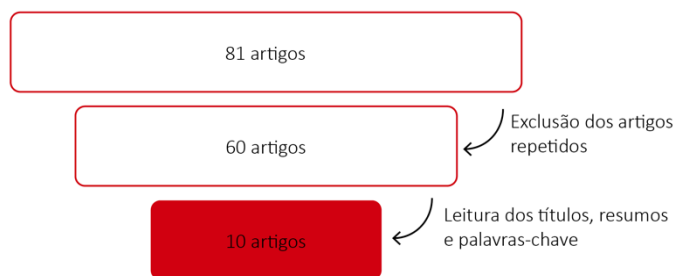 81 artigos
Exclusão dos artigos
repetidos
60 artigos
Leitura dos títulos, resumos
e palavras-chave
10 artigos